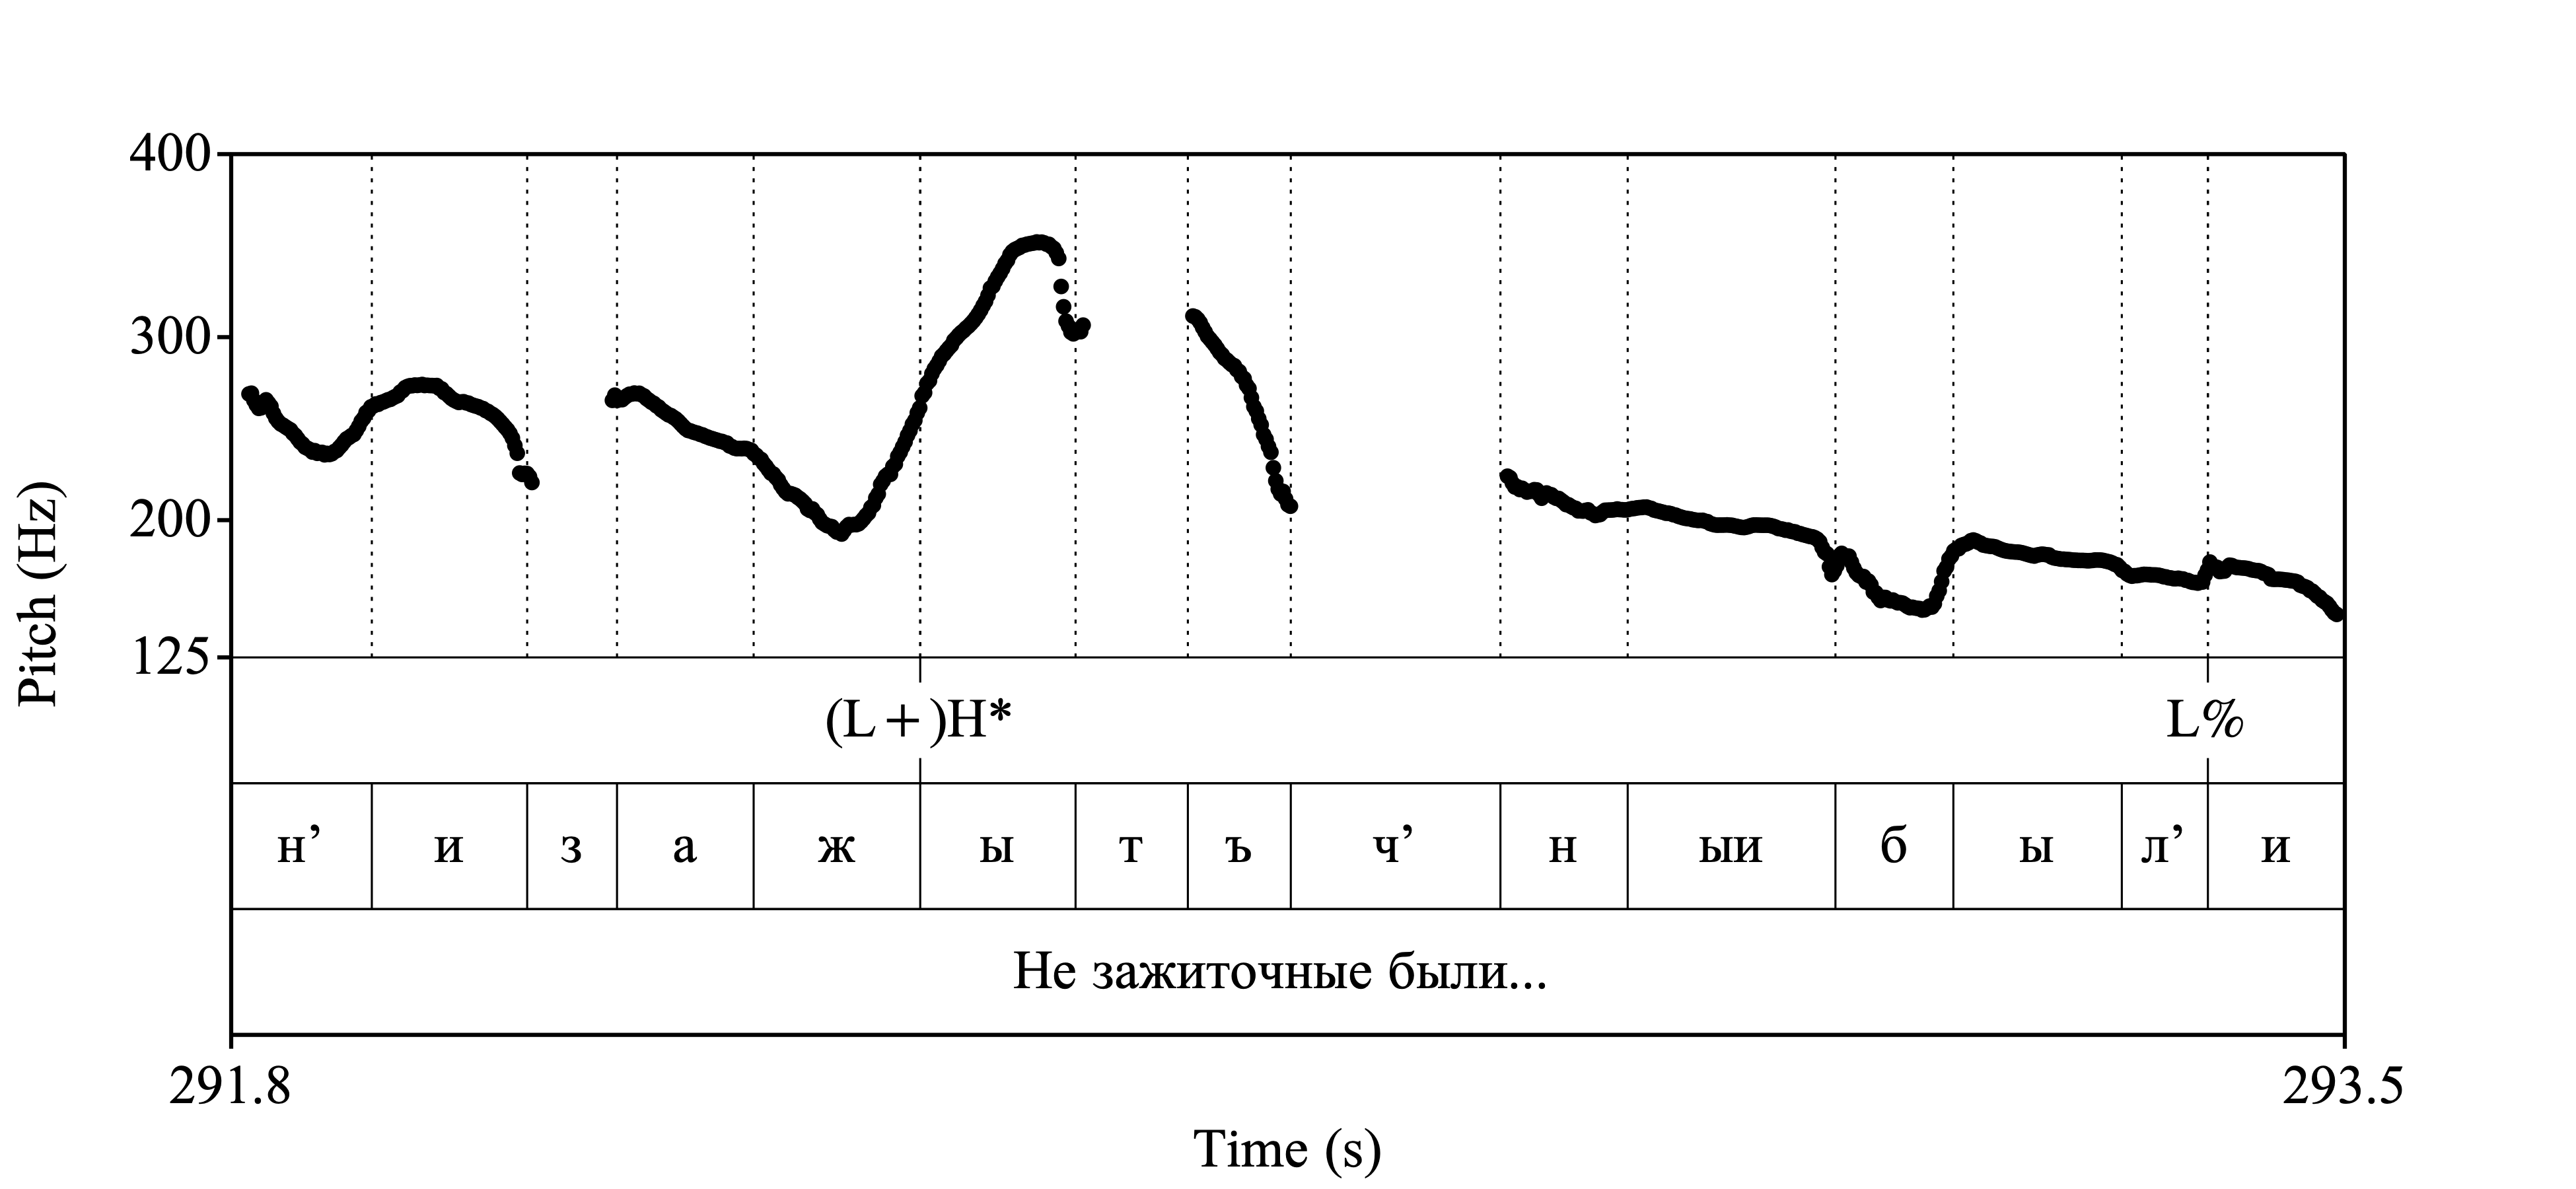 400
300
200
125
Pitch (Hz)
(L+)H* L%
н’ и з а ж ы т ъ ч’ н ыи б ы л’ и
Не зажиточные были...
291.8 293.5
Time (s)